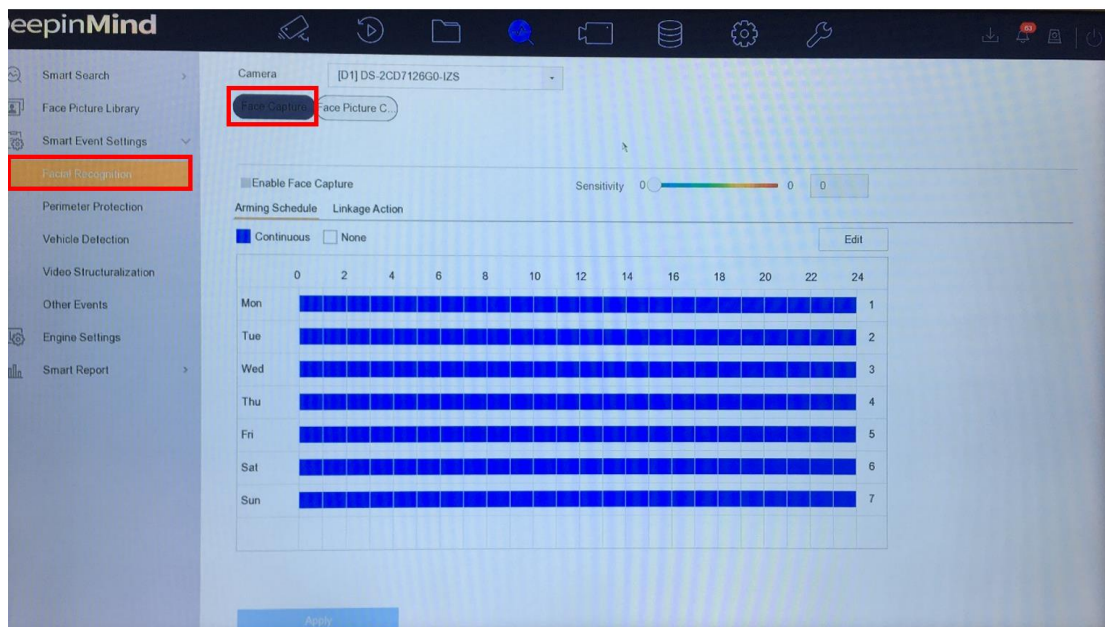 eepinMind
63
Smart Search
Face Picture Library
Smart Event Settings
Facial Recognition
Perimeter Protection
Vehicle Detection
Video Structuralization
Other Events
Engine Settings
Smart Report
Camera [D1] DS-2CD7126G0-IZS
Face Capture Face Picture C...
Enable Face Capture Sensitivity 0 0 0
Arming Schedule Linkage Action
Continuous None Edit
0 2 4 6 8 10 12 14 16 18 20 22 24
Mon 1
Tue 2
Wed 3
Thu 4
Fri 5
Sat 6
Sun 7
Apply